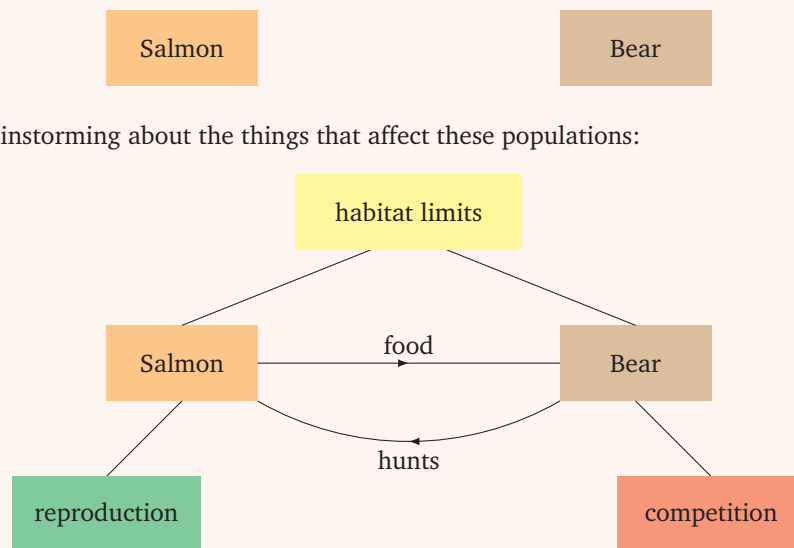 Salmon Bear
instorming about the things that affect these populations:
habitat limits
food
Salmon Bear
hunts
reproduction competition